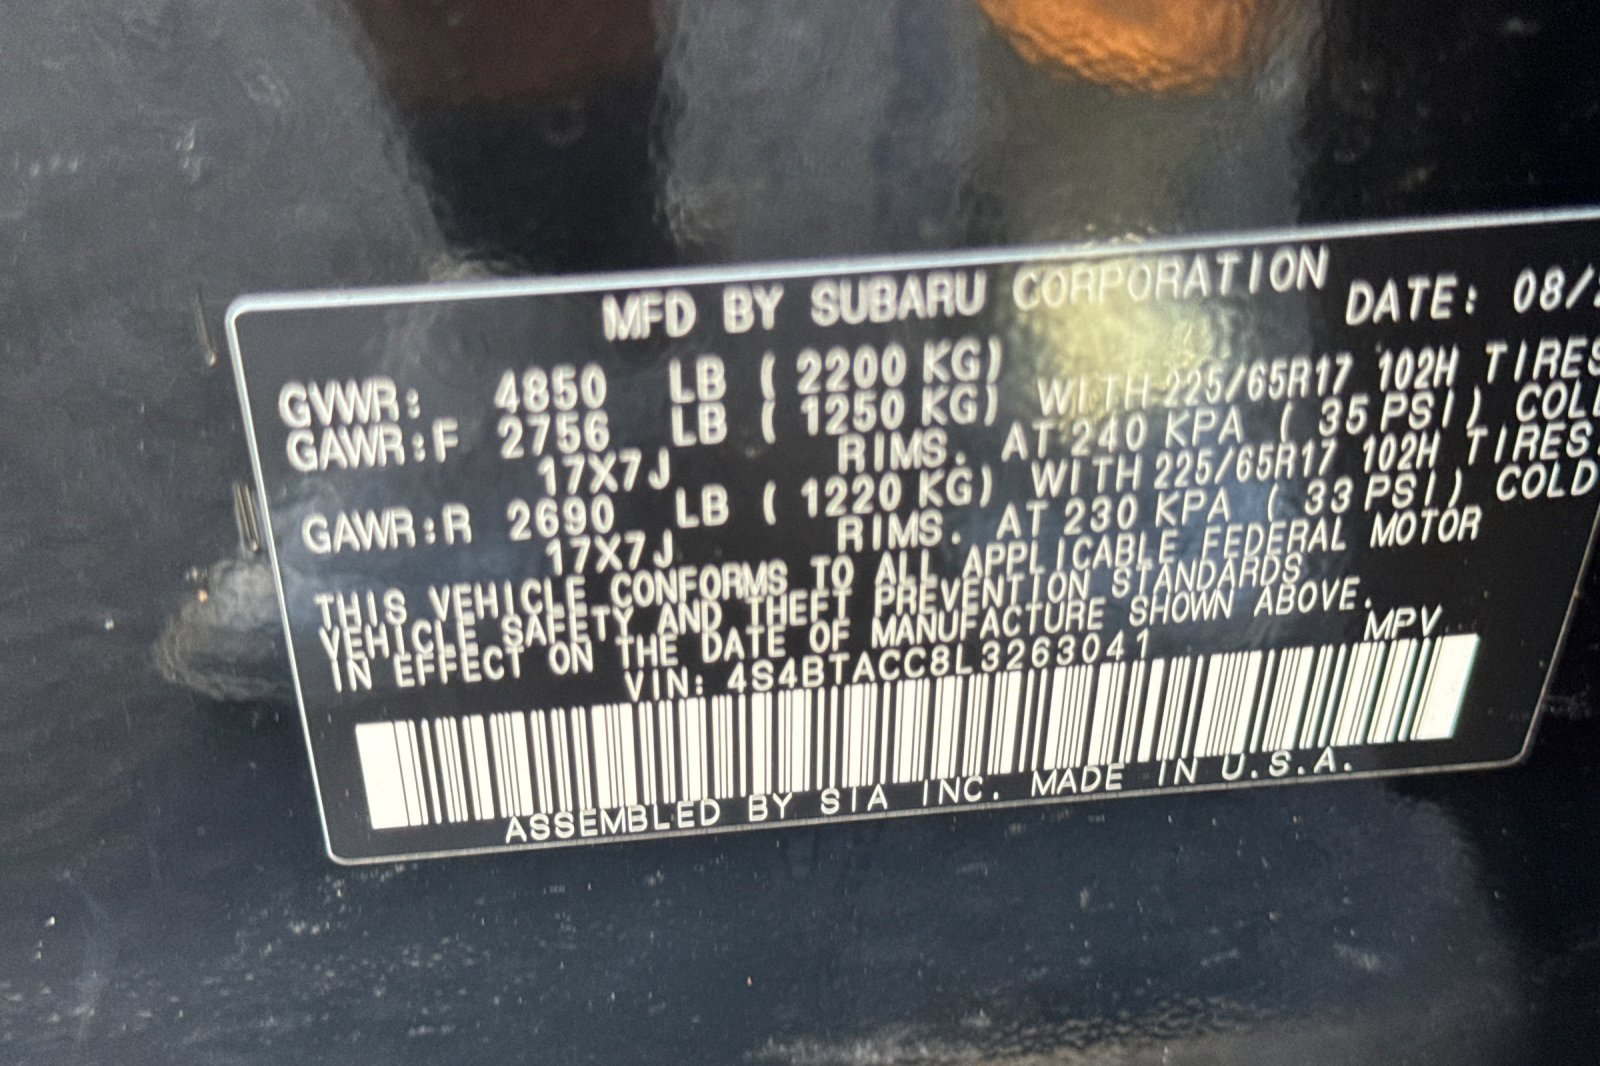 MFD BY SUBARU CORPORATION DATE: 08/
GVWR: 4850 LB ( 2200 KG)
GAWR:F 2756 LB ( 1250 KG) WITH 225/65R17 102H TIRES
17X7J RIMS. AT 240 KPA ( 35 PSI) COLD
GAWR:R 2690 LB ( 1220 KG) WITH 225/65R17 102H TIRES.
17X7J RIMS. AT 230 KPA ( 33 PSI) COLD
THIS VEHICLE CONFORMS TO ALL APPLICABLE FEDERAL MOTOR
VEHICLE SAFETY AND THEFT PREVENTION STANDARDS
IN EFFECT ON THE DATE OF MANUFACTURE SHOWN ABOVE.
VIN: 4S4BTACC8L3263041 MPV
ASSEMBLED BY SIA INC. MADE IN U.S.A.